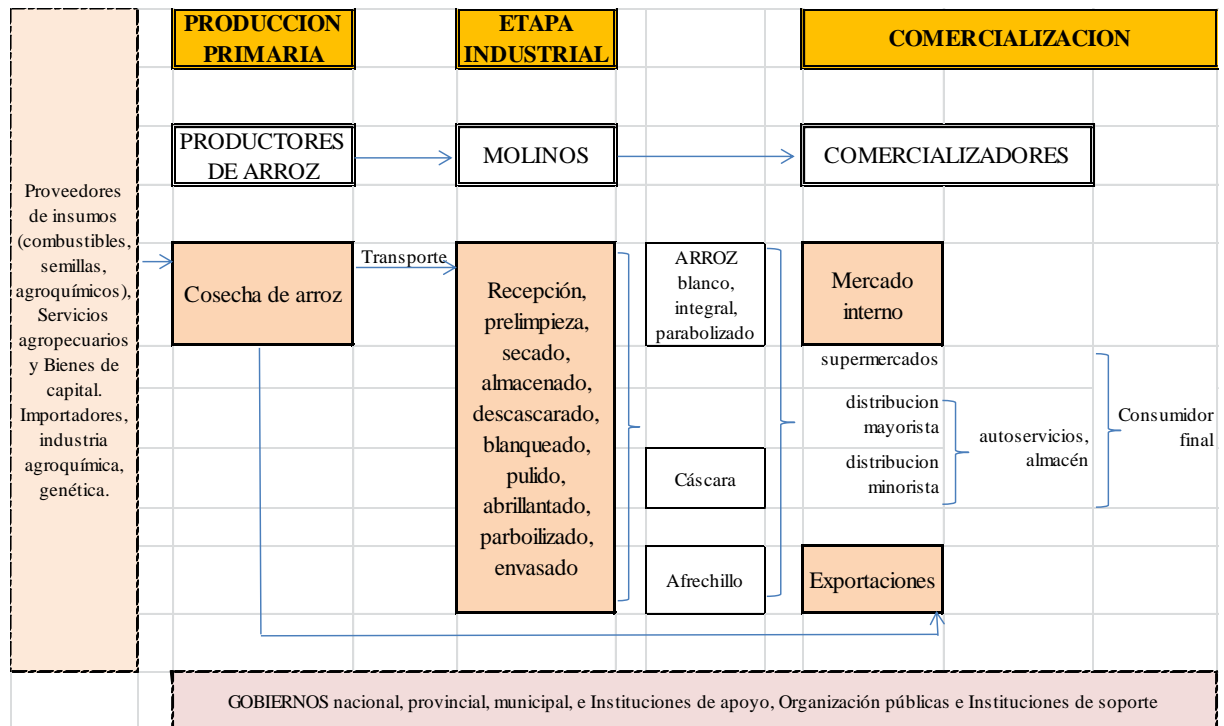 PRODUCCION
PRIMARIA
ETAPA
INDUSTRIAL
COMERCIALIZACION
PRODUCTORES
DE ARROZ
MOLINOS
COMERCIALIZADORES
Proveedores
de insumos
(combustibles,
semillas,
agroquímicos),
Servicios
agropecuarios
y Bienes de
capital.
Importadores,
industria
agroquímica,
genética.
Cosecha de arroz
Transporte
Recepción,
prelimpieza,
secado,
almacenado,
descascarado,
blanqueado,
pulido,
abrillantado,
parboilizado,
envasado
ARROZ
blanco,
integral,
parabolizado
Cáscara
Afrechillo
Mercado
interno
supermercados
distribucion
mayorista
distribucion
minorista
autoservicios,
almacén
Consumidor
final
Exportaciones
GOBIERNOS nacional, provincial, municipal, e Instituciones de apoyo, Organización públicas e Instituciones de soporte